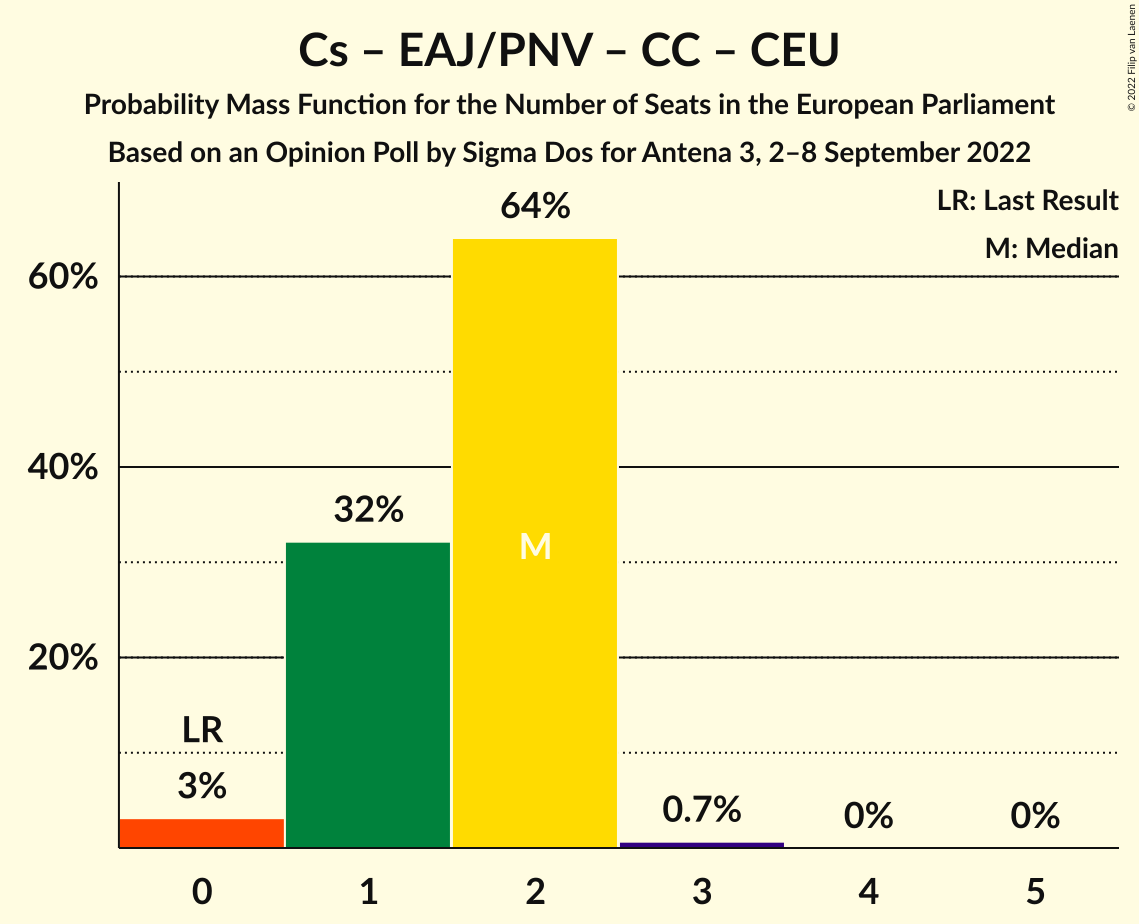 Cs – EAJ/PNV – CC – CEU
Probability Mass Function for the Number of Seats in the European Parliament
Based on an Opinion Poll by Sigma Dos for Antena 3, 2–8 September 2022
© 2022 Filip van Laenen
LR: Last Result
M: Median
64%
60%
40%
32%
M
20%
LR
3%
0.7%
0%
0%
0 1 2 3 4 5